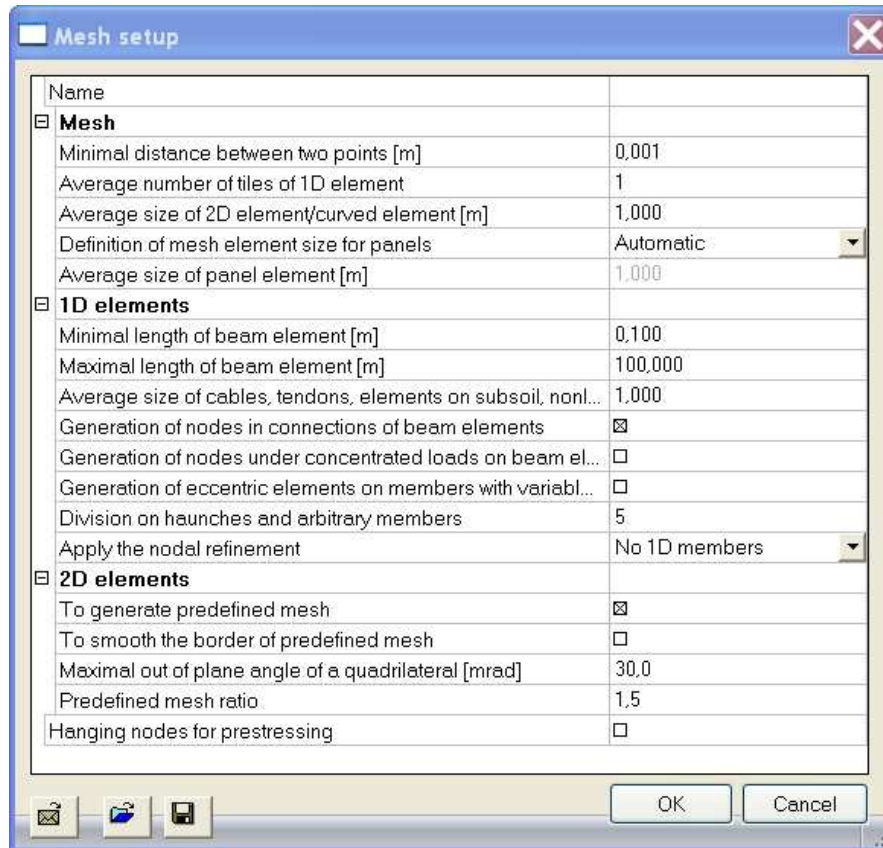 Mesh setup
Name
Mesh
Minimal distance between two points [m] 0,001
Average number of tiles of 1D element 1
Average size of 2D element/curved element [m] 1,000
Definition of mesh element size for panels Automatic
Average size of panel element [m] 1,000
1D elements
Minimal length of beam element [m] 0,100
Maximal length of beam element [m] 100,000
Average size of cables, tendons, elements on subsoil, nonl... 1,000
Generation of nodes in connections of beam elements
Generation of nodes under concentrated loads on beam el...
Generation of eccentric elements on members with variabl...
Division on haunches and arbitrary members 5
Apply the nodal refinement No 1D members
2D elements
To generate predefined mesh
To smooth the border of predefined mesh
Maximal out of plane angle of a quadrilateral [mrad] 30,0
Predefined mesh ratio 1,5
Hanging nodes for prestressing
OK Cancel